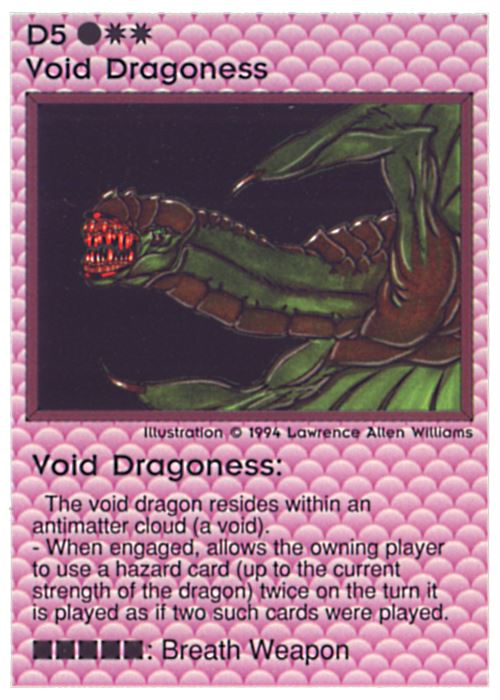 D5 ●✷✷
Void Dragoness
Illustration © 1994 Lawrence Allen Williams
Void Dragoness:
The void dragon resides within an
antimatter cloud (a void).
- When engaged, allows the owning player
to use a hazard card (up to the current
strength of the dragon) twice on the turn it
is played as if two such cards were played.
■■■■■: Breath Weapon